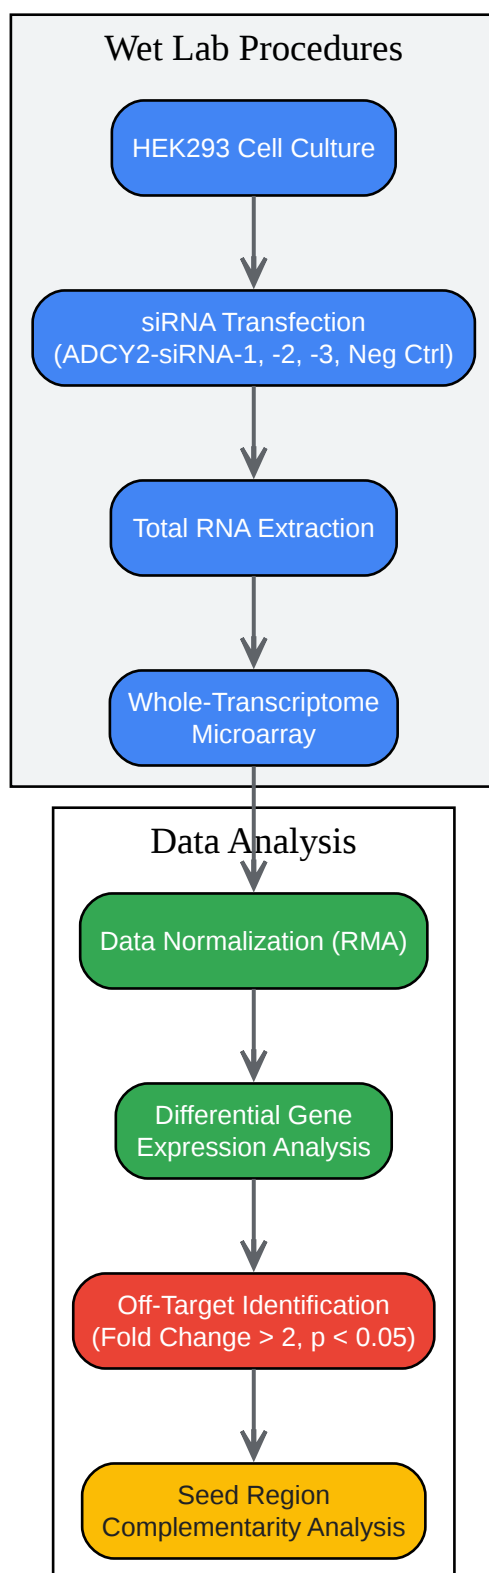 Wet Lab Procedures
HEK293 Cell Culture
siRNA Transfection
(ADCY2-siRNA-1, -2, -3, Neg Ctrl)
Total RNA Extraction
Whole-Transcriptome
Microarray
Data Analysis
Data Normalization (RMA)
Differential Gene
Expression Analysis
Off-Target Identification
(Fold Change > 2, p < 0.05)
Seed Region
Complementarity Analysis